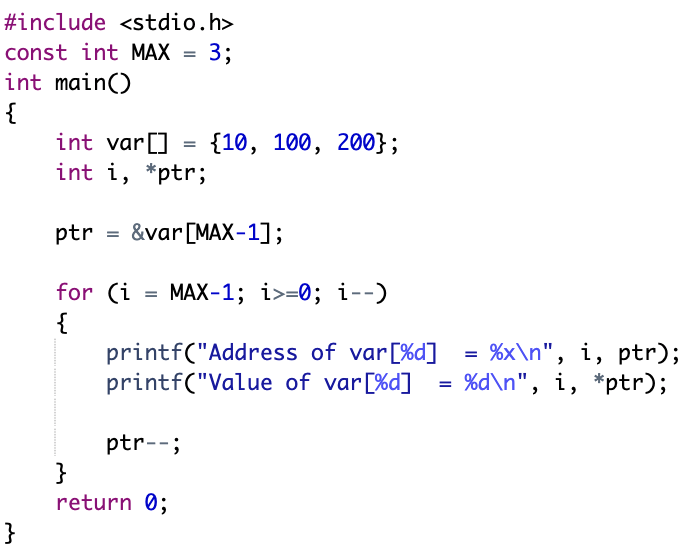 #include <stdio.h>
const int MAX = 3;
int main()
{
    int var[] = {10, 100, 200};
    int i, *ptr;

    ptr = &var[MAX-1];

    for (i = MAX-1; i>=0; i--)
    {
        printf("Address of var[%d]  = %x\n", i, ptr);
        printf("Value of var[%d]  = %d\n", i, *ptr);

        ptr--;
    }
    return 0;
}